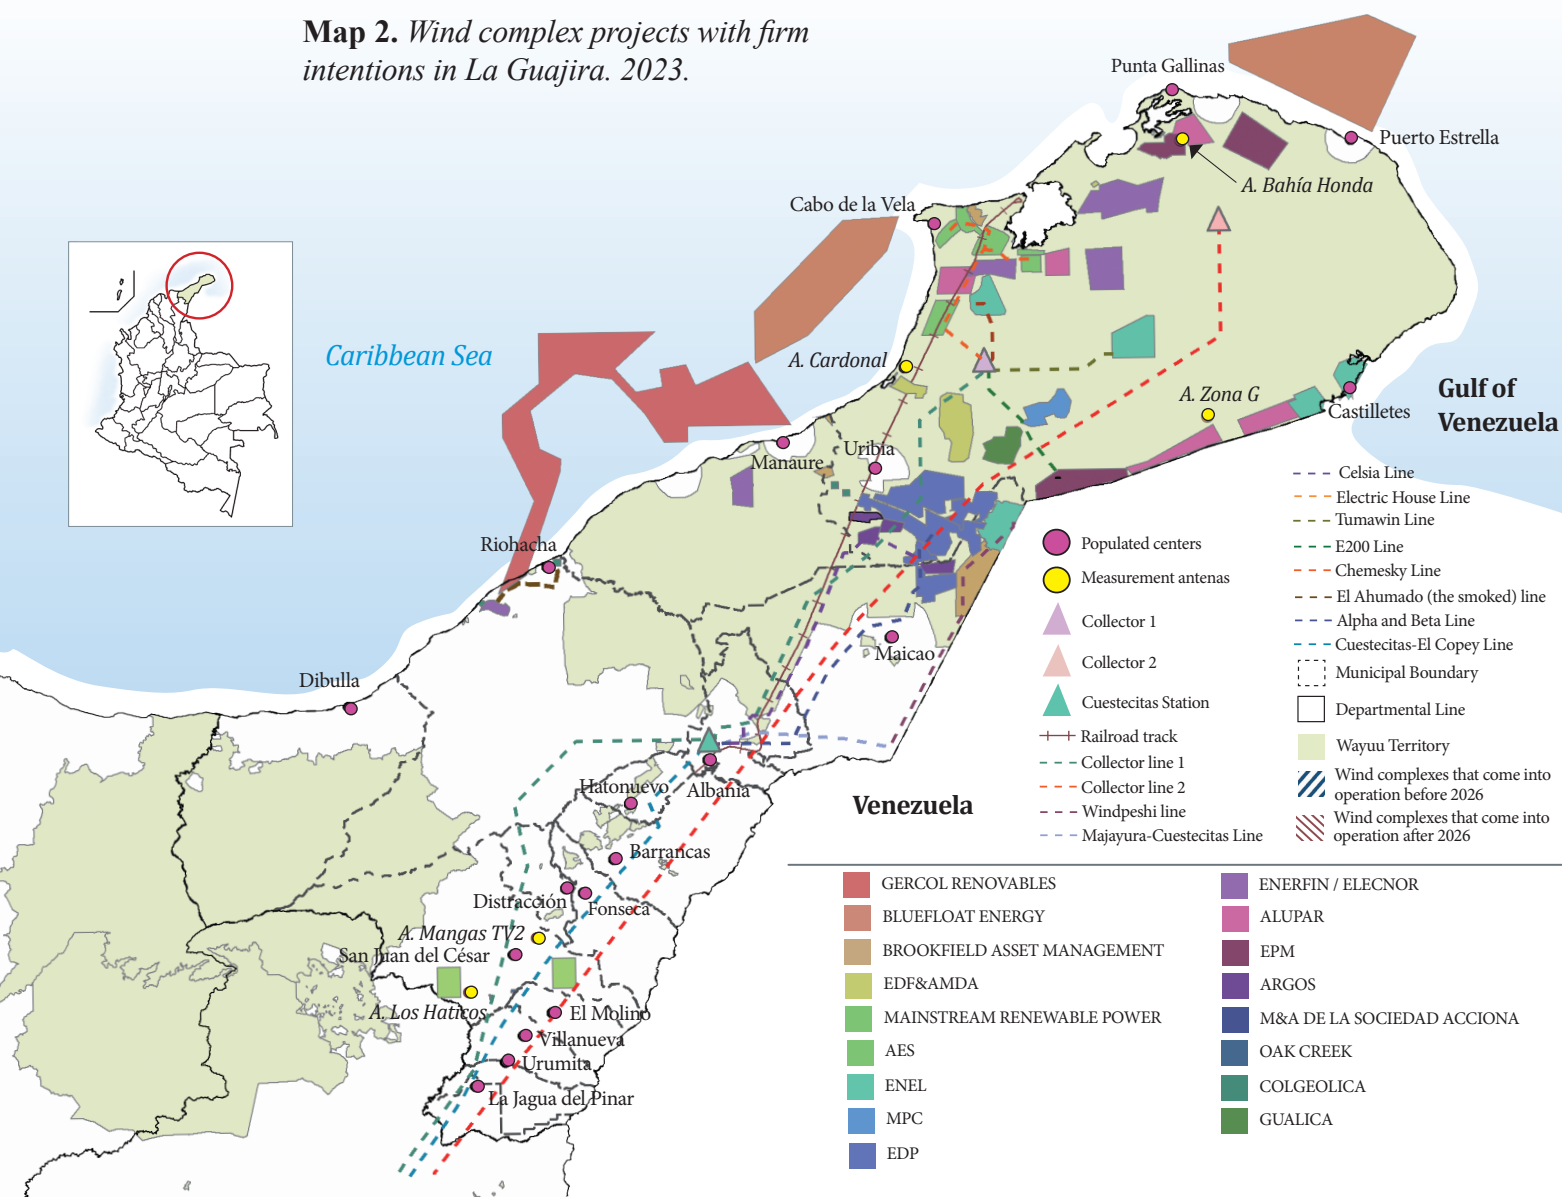 Map 2. Wind complex projects with firm
intentions in La Guajira. 2023.
Punta Gallinas
Puerto Estrella
A. Bahía Honda
Cabo de la Vela
Caribbean Sea
A. Cardonal
A. Zona G
Castilletes
Gulf of
Venezuela
Manaure
Uribia
Riohacha
Maicao
Dibulla
Albania
Hatonuevo
Venezuela
Barrancas
Distracción
Fonseca
A. Mangas TV2
San Juan del César
A. Los Haticos
El Molino
Villanueva
Urumita
La Jagua del Pinar
Populated centers
Measurement antenas
Collector 1
Collector 2
Cuestecitas Station
Railroad track
Collector line 1
Collector line 2
Windpeshi line
Majayura-Cuestecitas Line
Celsia Line
Electric House Line
Tumawin Line
E200 Line
Chemesky Line
El Ahumado (the smoked) line
Alpha and Beta Line
Cuestecitas-El Copey Line
Municipal Boundary
Departmental Line
Wayuu Territory
Wind complexes that come into
operation before 2026
Wind complexes that come into
operation after 2026
GERCOL RENOVABLES
BLUEFLOAT ENERGY
BROOKFIELD ASSET MANAGEMENT
EDF&AMDA
MAINSTREAM RENEWABLE POWER
AES
ENEL
MPC
EDP
ENERFIN / ELECNOR
ALUPAR
EPM
ARGOS
M&A DE LA SOCIEDAD ACCIONA
OAK CREEK
COLGEOLICA
GUALICA